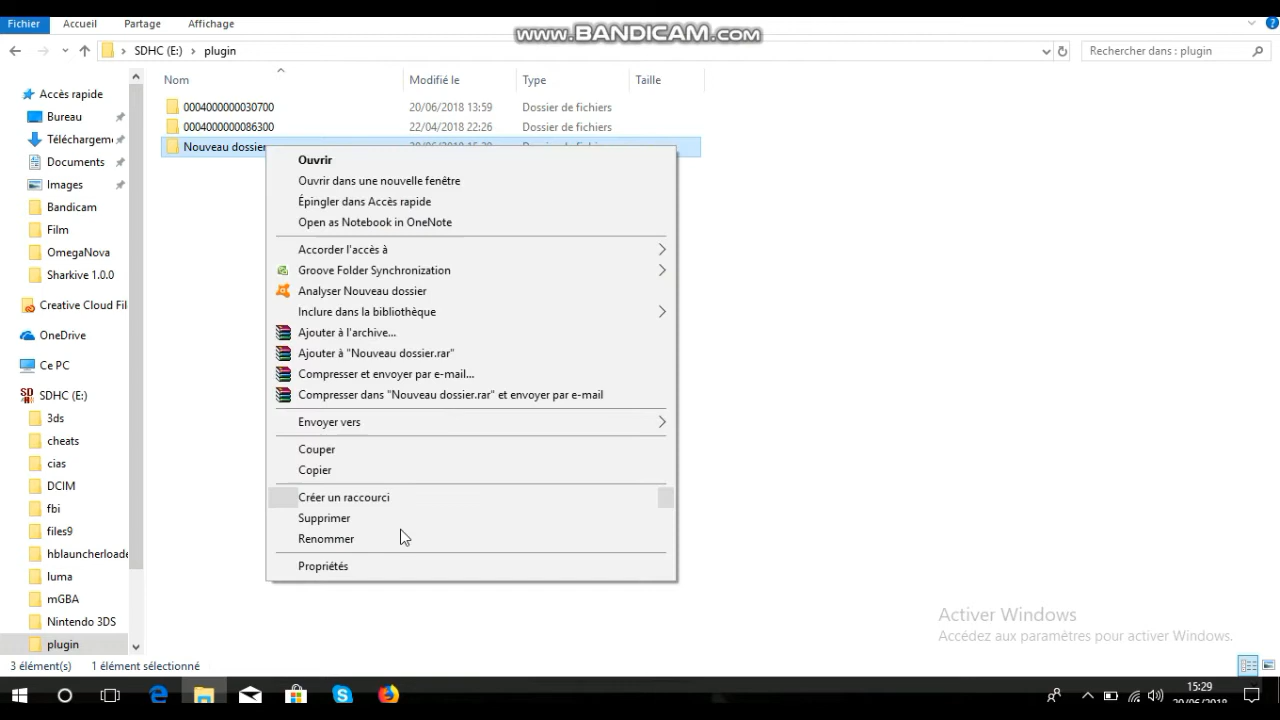 www.BANDICAM.com
Fichier Accueil Partage Affichage
SDHC (E:) plugin Rechercher dans : plugin
Nom Modifié le Type Taille
0004000000030700 20/06/2018 13:59 Dossier de fichiers
0004000000086300 22/04/2018 22:26 Dossier de fichiers
Nouveau dossier
Accès rapide
Bureau
Téléchargem
Documents
Images
Bandicam
Film
OmegaNova
Sharkive 1.0.0
Creative Cloud Fil
OneDrive
Ce PC
SDHC (E:)
3ds
cheats
cias
DCIM
fbi
files9
hblauncherloade
luma
mGBA
Nintendo 3DS
plugin
Ouvrir
Ouvrir dans une nouvelle fenêtre
Épingler dans Accès rapide
Open as Notebook in OneNote
Accorder l'accès à
Groove Folder Synchronization
Analyser Nouveau dossier
Inclure dans la bibliothèque
Ajouter à l'archive...
Ajouter à "Nouveau dossier.rar"
Compresser et envoyer par e-mail...
Compresser dans "Nouveau dossier.rar" et envoyer par e-mail
Envoyer vers
Couper
Copier
Créer un raccourci
Supprimer
Renommer
Propriétés
Activer Windows
Accédez aux paramètres pour activer Windows.
3 élément(s) 1 élément sélectionné
15:29
20/06/2018